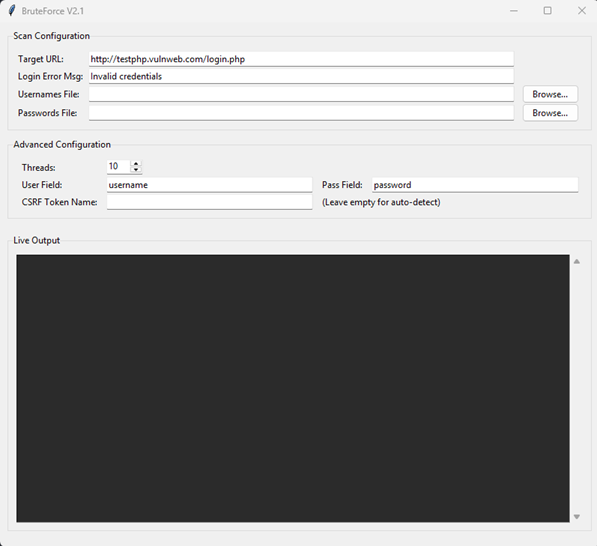 BruteForce V2.1
Scan Configuration
Target URL: http://testphp.vulnweb.com/login.php
Login Error Msg: Invalid credentials
Usernames File: Browse...
Passwords File: Browse...
Advanced Configuration
Threads: 10
User Field: username Pass Field: password
CSRF Token Name: (Leave empty for auto-detect)
Live Output